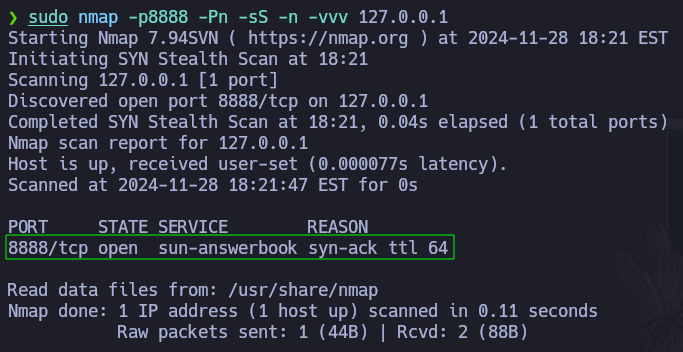 ❯ sudo nmap -p8888 -Pn -sS -n -vvv 127.0.0.1
Starting Nmap 7.94SVN ( https://nmap.org ) at 2024-11-28 18:21 EST
Initiating SYN Stealth Scan at 18:21
Scanning 127.0.0.1 [1 port]
Discovered open port 8888/tcp on 127.0.0.1
Completed SYN Stealth Scan at 18:21, 0.04s elapsed (1 total ports)
Nmap scan report for 127.0.0.1
Host is up, received user-set (0.000077s latency).
Scanned at 2024-11-28 18:21:47 EST for 0s
PORT     STATE SERVICE        REASON
8888/tcp open  sun-answerbook syn-ack ttl 64
Read data files from: /usr/share/nmap
Nmap done: 1 IP address (1 host up) scanned in 0.11 seconds
Raw packets sent: 1 (44B) | Rcvd: 2 (88B)